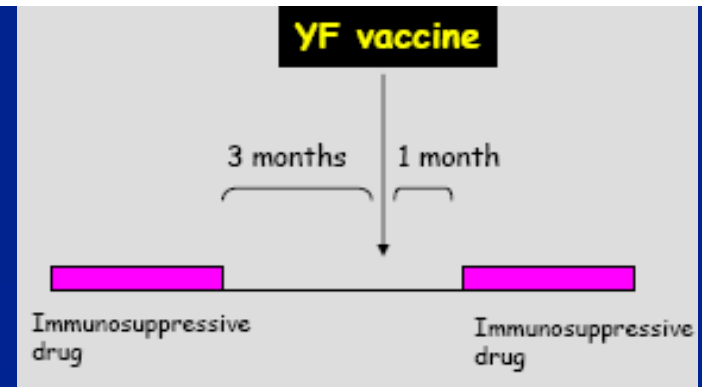 YF vaccine
3 months
1 month
Immunosuppressive
drug
Immunosuppressive
drug